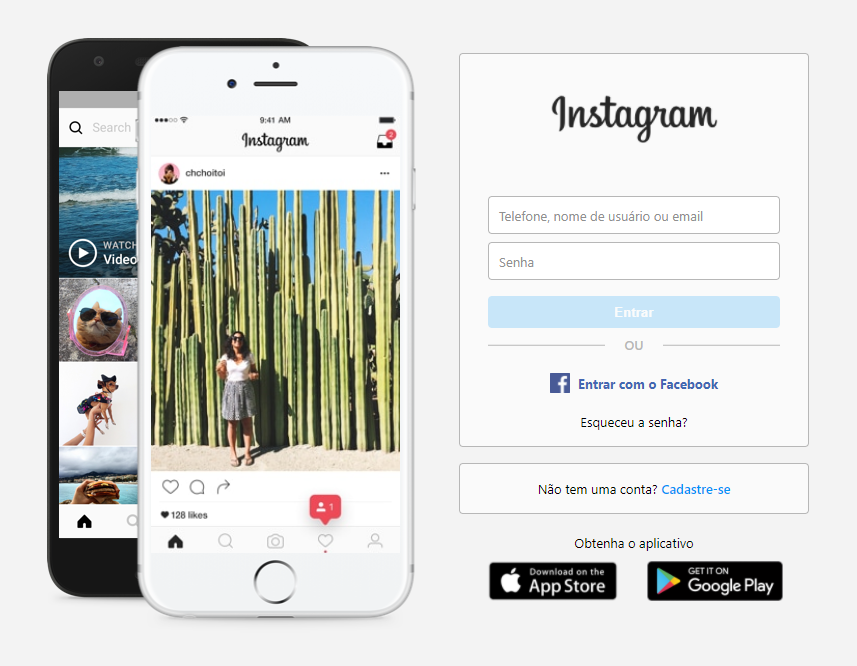 Search
WATCH
Video
9:41 AM
Instagram
2
chchoitoi
128 likes
1
Instagram
Telefone, nome de usuário ou email
Senha
Entrar
OU
Entrar com o Facebook
Esqueceu a senha?
Não tem uma conta? Cadastre-se
Obtenha o aplicativo
Download on the
App Store
GET IT ON
Google Play